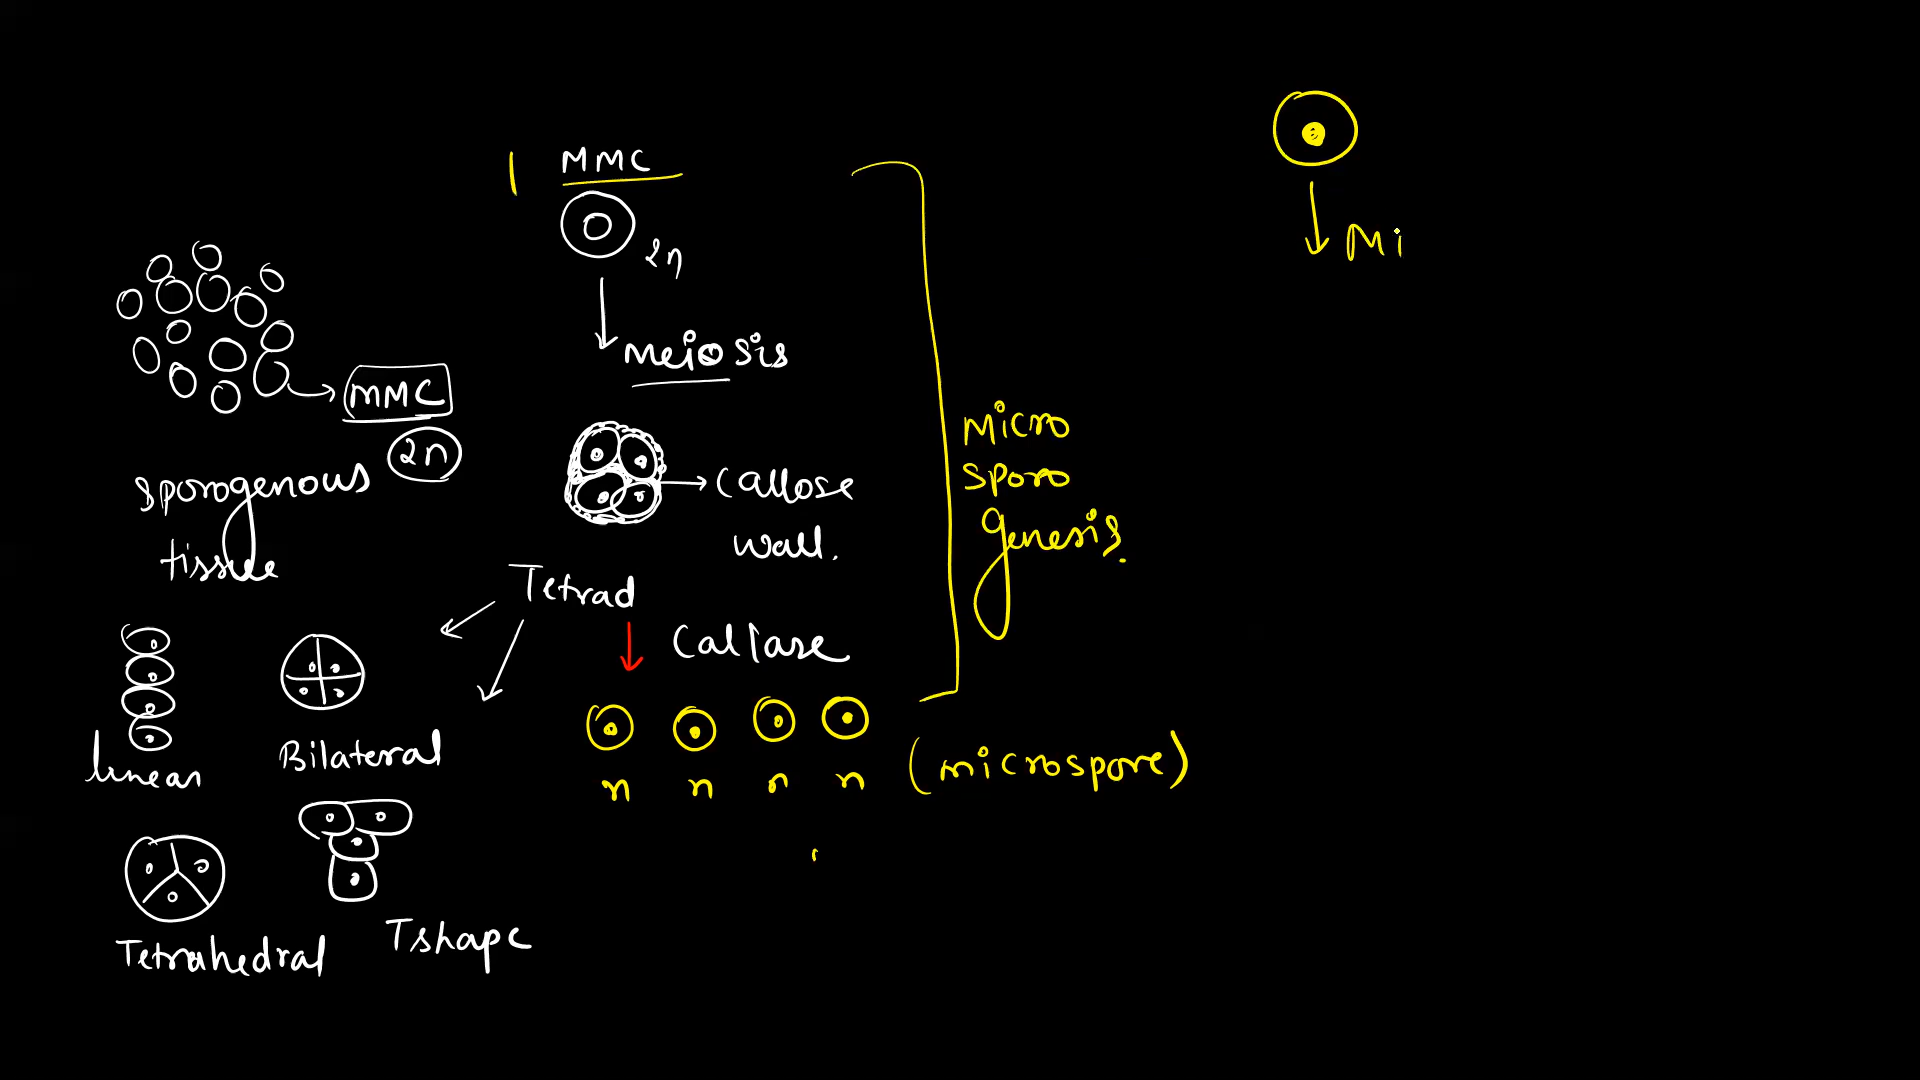 MMC
2n
meiosis
MMC
2n
sporogenous
tissue
callose
wall.
Tetrad
Callase
linear
Bilateral
Tetrahedral
Tshape
n n n n
(microspore)
Micro
sporo
genesis.
Mi